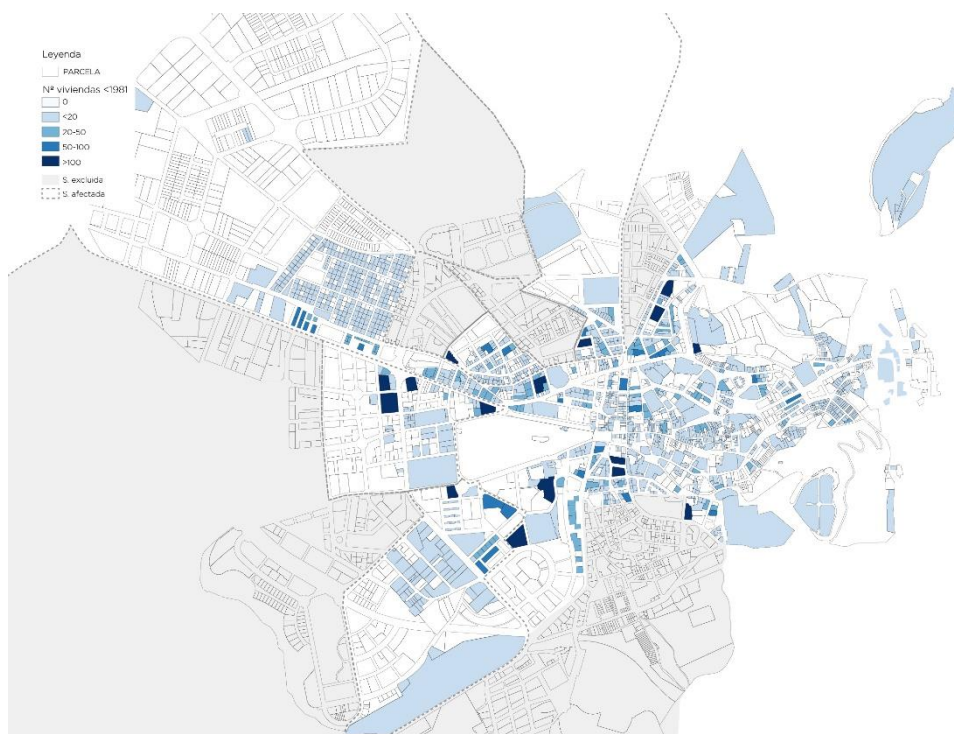 Leyenda
PARCELA
Nº viviendas <1981
0
<20
20-50
50-100
>100
S. excluida
S. afectada